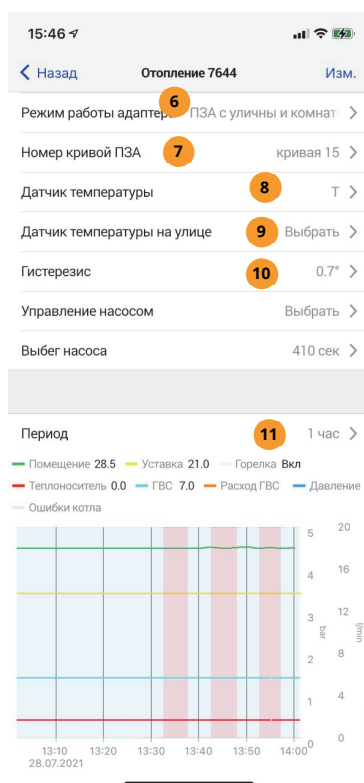 15:46
Назад Отопление 7644 Изм.
6
Режим работы адаптер ПЗА с уличны и комнат
Номер кривой ПЗА 7 кривая 15
Датчик температуры 8 T
Датчик температуры на улице 9 Выбрать
Гистерезис 10 0.7°
Управление насосом Выбрать
Выбег насоса 410 сек
Период 11 1 час
Помещение 28.5 Уставка 21.0 Горелка Вкл
Теплоноситель 0.0 ГВС 7.0 Расход ГВС Давление
Ошибки котла
5 20
4 16
3 12
bar l/min
2 8
1 4
0 0
13:10 13:20 13:30 13:40 13:50 14:00
28.07.2021